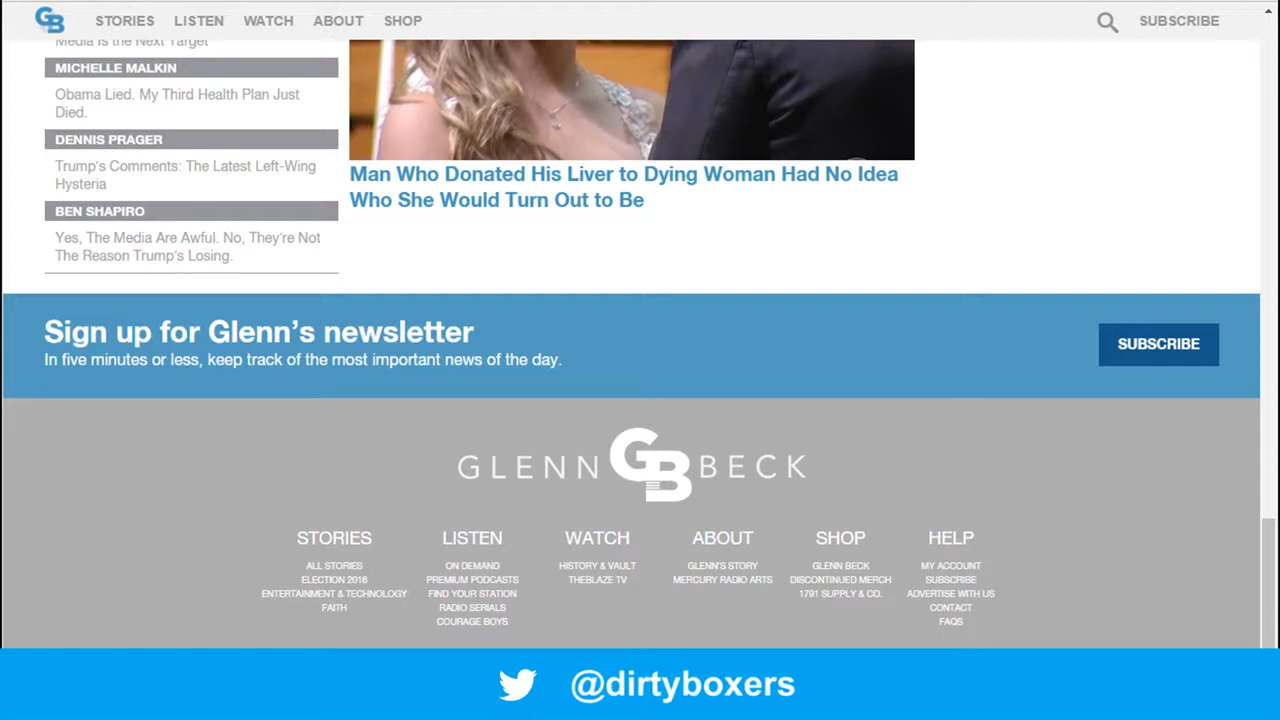 GB STORIES LISTEN WATCH ABOUT SHOP SUBSCRIBE
Media Is the Next Target
MICHELLE MALKIN
Obama Lied. My Third Health Plan Just
Died.
DENNIS PRAGER
Trump's Comments: The Latest Left-Wing
Hysteria
BEN SHAPIRO
Yes, The Media Are Awful. No, They're Not
The Reason Trump's Losing.
Man Who Donated His Liver to Dying Woman Had No Idea
Who She Would Turn Out to Be
Sign up for Glenn's newsletter
In five minutes or less, keep track of the most important news of the day.
SUBSCRIBE
GLENN GB BECK
STORIES
ALL STORIES
ELECTION 2016
ENTERTAINMENT & TECHNOLOGY
FAITH
LISTEN
ON DEMAND
PREMIUM PODCASTS
FIND YOUR STATION
RADIO SERIALS
COURAGE BOYS
WATCH
HISTORY & VAULT
THEBLAZE TV
ABOUT
GLENN'S STORY
MERCURY RADIO ARTS
SHOP
GLENN BECK
DISCONTINUED MERCH
1791 SUPPLY & CO.
HELP
MY ACCOUNT
SUBSCRIBE
ADVERTISE WITH US
CONTACT
FAQS
@dirtyboxers